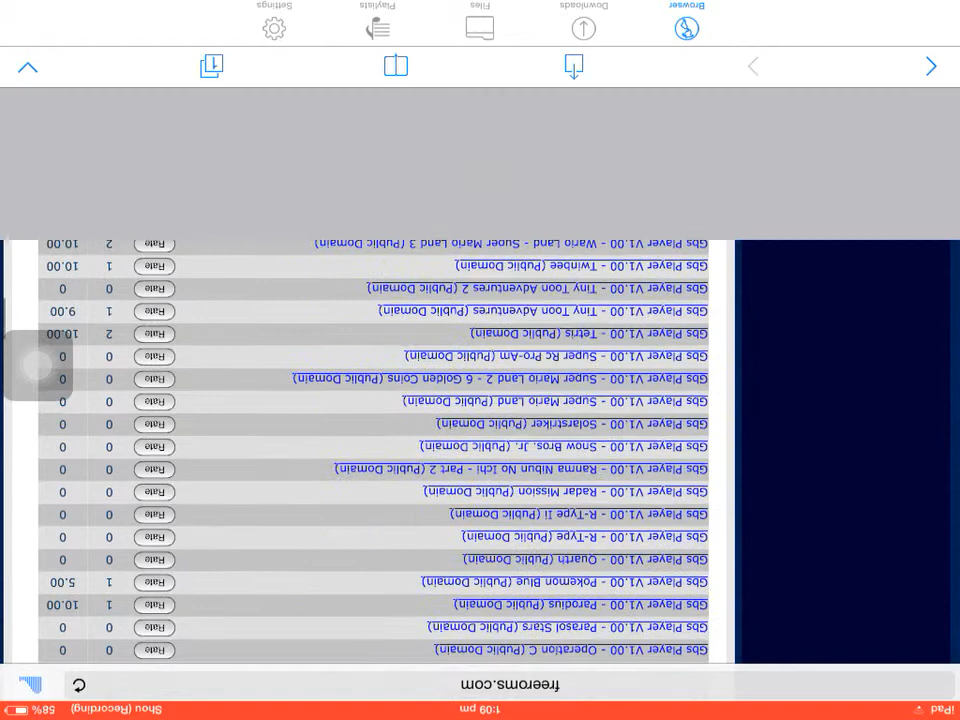 iPad 1:09 pm Shou (Recording) 58%
freeroms.com
Gbs Player V1.00 - Operation C (Public Domain) Rate 0 0
Gbs Player V1.00 - Parasol Stars (Public Domain) Rate 0 0
Gbs Player V1.00 - Parodius (Public Domain) Rate 1 10.00
Gbs Player V1.00 - Pokemon Blue (Public Domain) Rate 1 5.00
Gbs Player V1.00 - Quarth (Public Domain) Rate 0 0
Gbs Player V1.00 - R-Type (Public Domain) Rate 0 0
Gbs Player V1.00 - R-Type Ii (Public Domain) Rate 0 0
Gbs Player V1.00 - Radar Mission (Public Domain) Rate 0 0
Gbs Player V1.00 - Ranma Nibun No Ichi - Part 2 (Public Domain) Rate 0 0
Gbs Player V1.00 - Snow Bros. Jr. (Public Domain) Rate 0 0
Gbs Player V1.00 - Solarstriker (Public Domain) Rate 0 0
Gbs Player V1.00 - Super Mario Land (Public Domain) Rate 0 0
Gbs Player V1.00 - Super Mario Land 2 - 6 Golden Coins (Public Domain) Rate 0 0
Gbs Player V1.00 - Super Rc Pro-Am (Public Domain) Rate 0 0
Gbs Player V1.00 - Tetris (Public Domain) Rate 2 10.00
Gbs Player V1.00 - Tiny Toon Adventures (Public Domain) Rate 1 9.00
Gbs Player V1.00 - Tiny Toon Adventures 2 (Public Domain) Rate 0 0
Gbs Player V1.00 - Twinbee (Public Domain) Rate 1 10.00
Gbs Player V1.00 - Wario Land - Super Mario Land 3 (Public Domain) Rate 2 10.00
1
Browser Downloads Files Playlists Settings